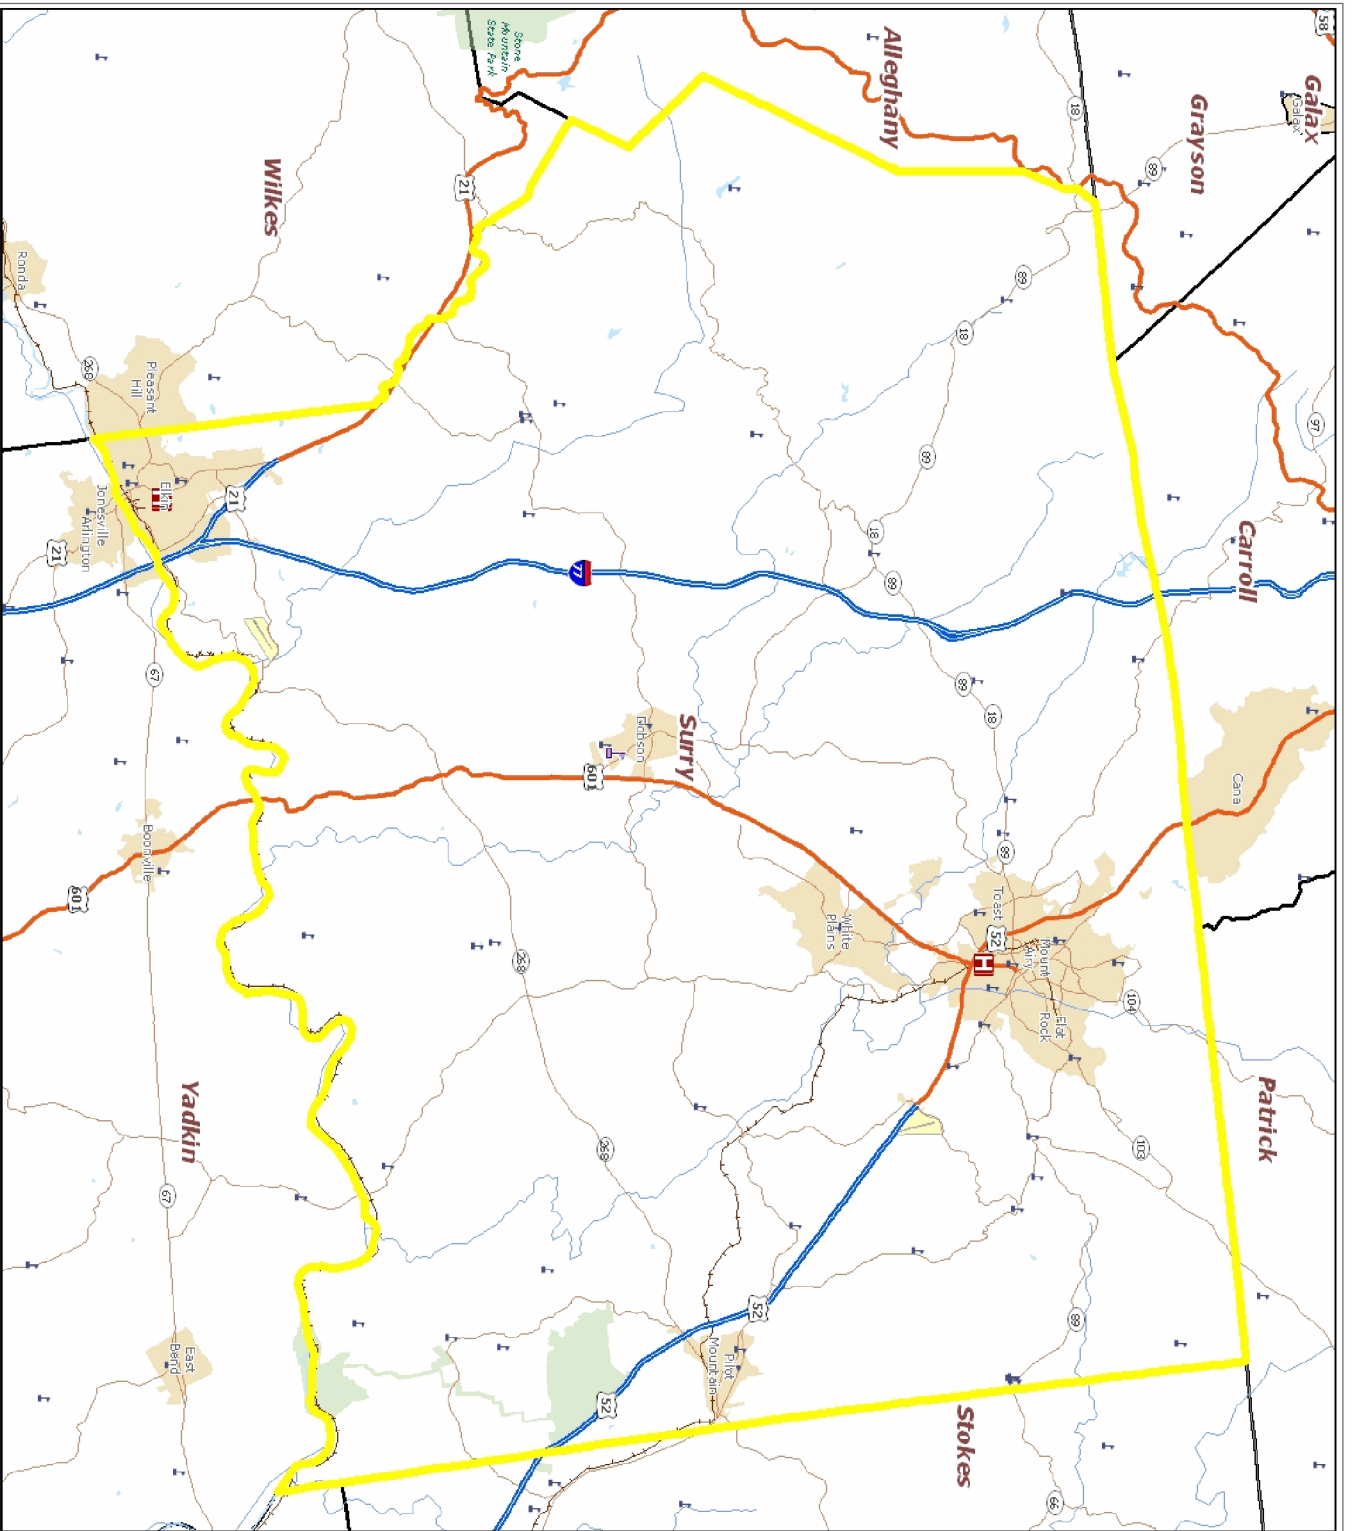 58
Galax
Galax
97
Patrick
Carroll
Cana
Grayson
89
103
104
18
89
Flat
Rock
66
Mount
Airy
89
89
Toast
52
18
H
18
89
Stokes
89
Alleghany
89
18
White
Plains
52
Pilot
Mountain
Surry
Dobson
52
268
601
77
268
Stone
Mountain
State Park
21
Wilkes
21
Yadkin
East
Bend
67
Elkin
67
Pleasant
Hill
Boonville
Jonesville
Arlington
268
601
21
Ronda